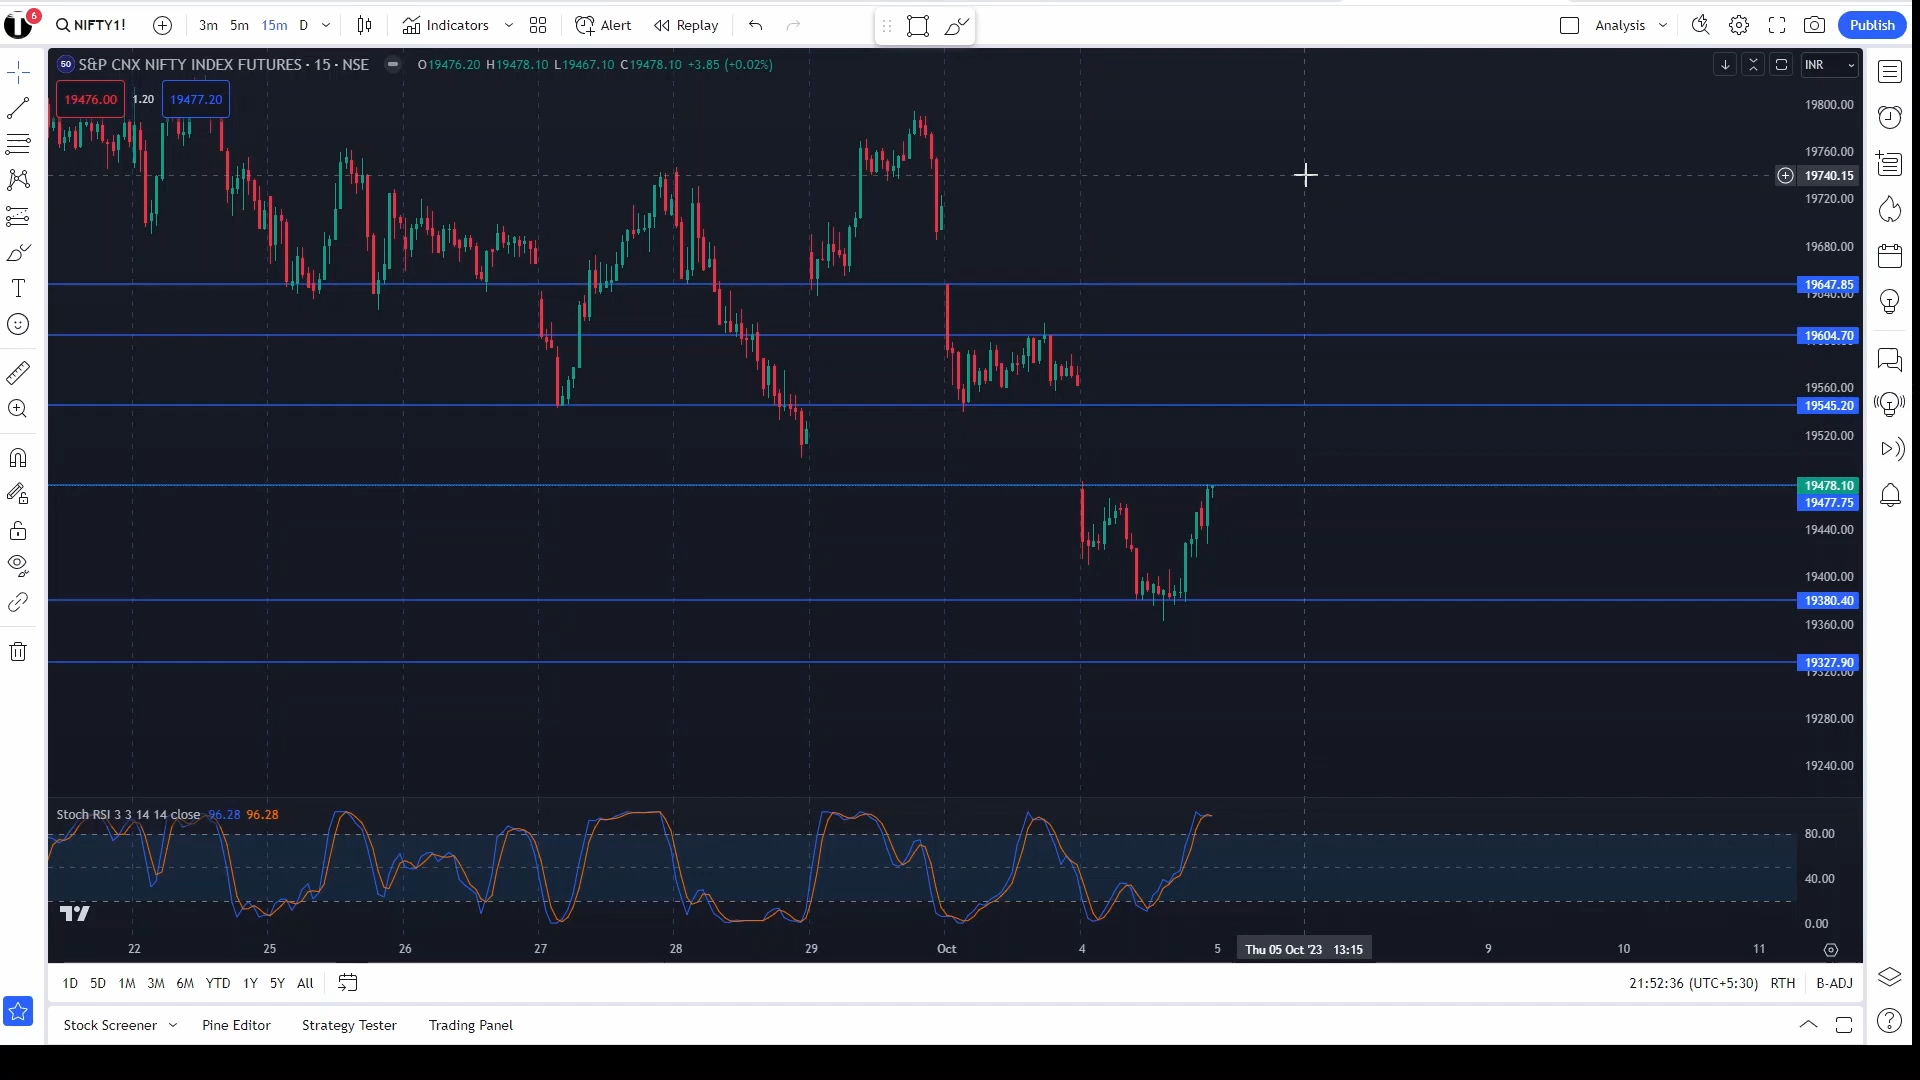 6
NIFTY1!
3m 5m 15m D
Indicators
Alert
Replay
Analysis
Publish
50 S&P CNX NIFTY INDEX FUTURES · 15 · NSE
O19476.20 H19478.10 L19467.10 C19478.10 +3.85 (+0.02%)
INR
19476.00 1.20 19477.20
19800.00
19760.00
19740.15
19720.00
19680.00
19647.85
19640.00
19604.70
19560.00
19545.20
19520.00
19478.10
19477.75
19440.00
19400.00
19380.40
19360.00
19327.90
19320.00
19280.00
19240.00
Stoch RSI 3 3 14 14 close 96.28 96.28
80.00
40.00
0.00
22 25 26 27 28 29 Oct 4 5 Thu 05 Oct '23 13:15 9 10 11
1D 5D 1M 3M 6M YTD 1Y 5Y All
21:52:36 (UTC+5:30) RTH B-ADJ
Stock Screener Pine Editor Strategy Tester Trading Panel